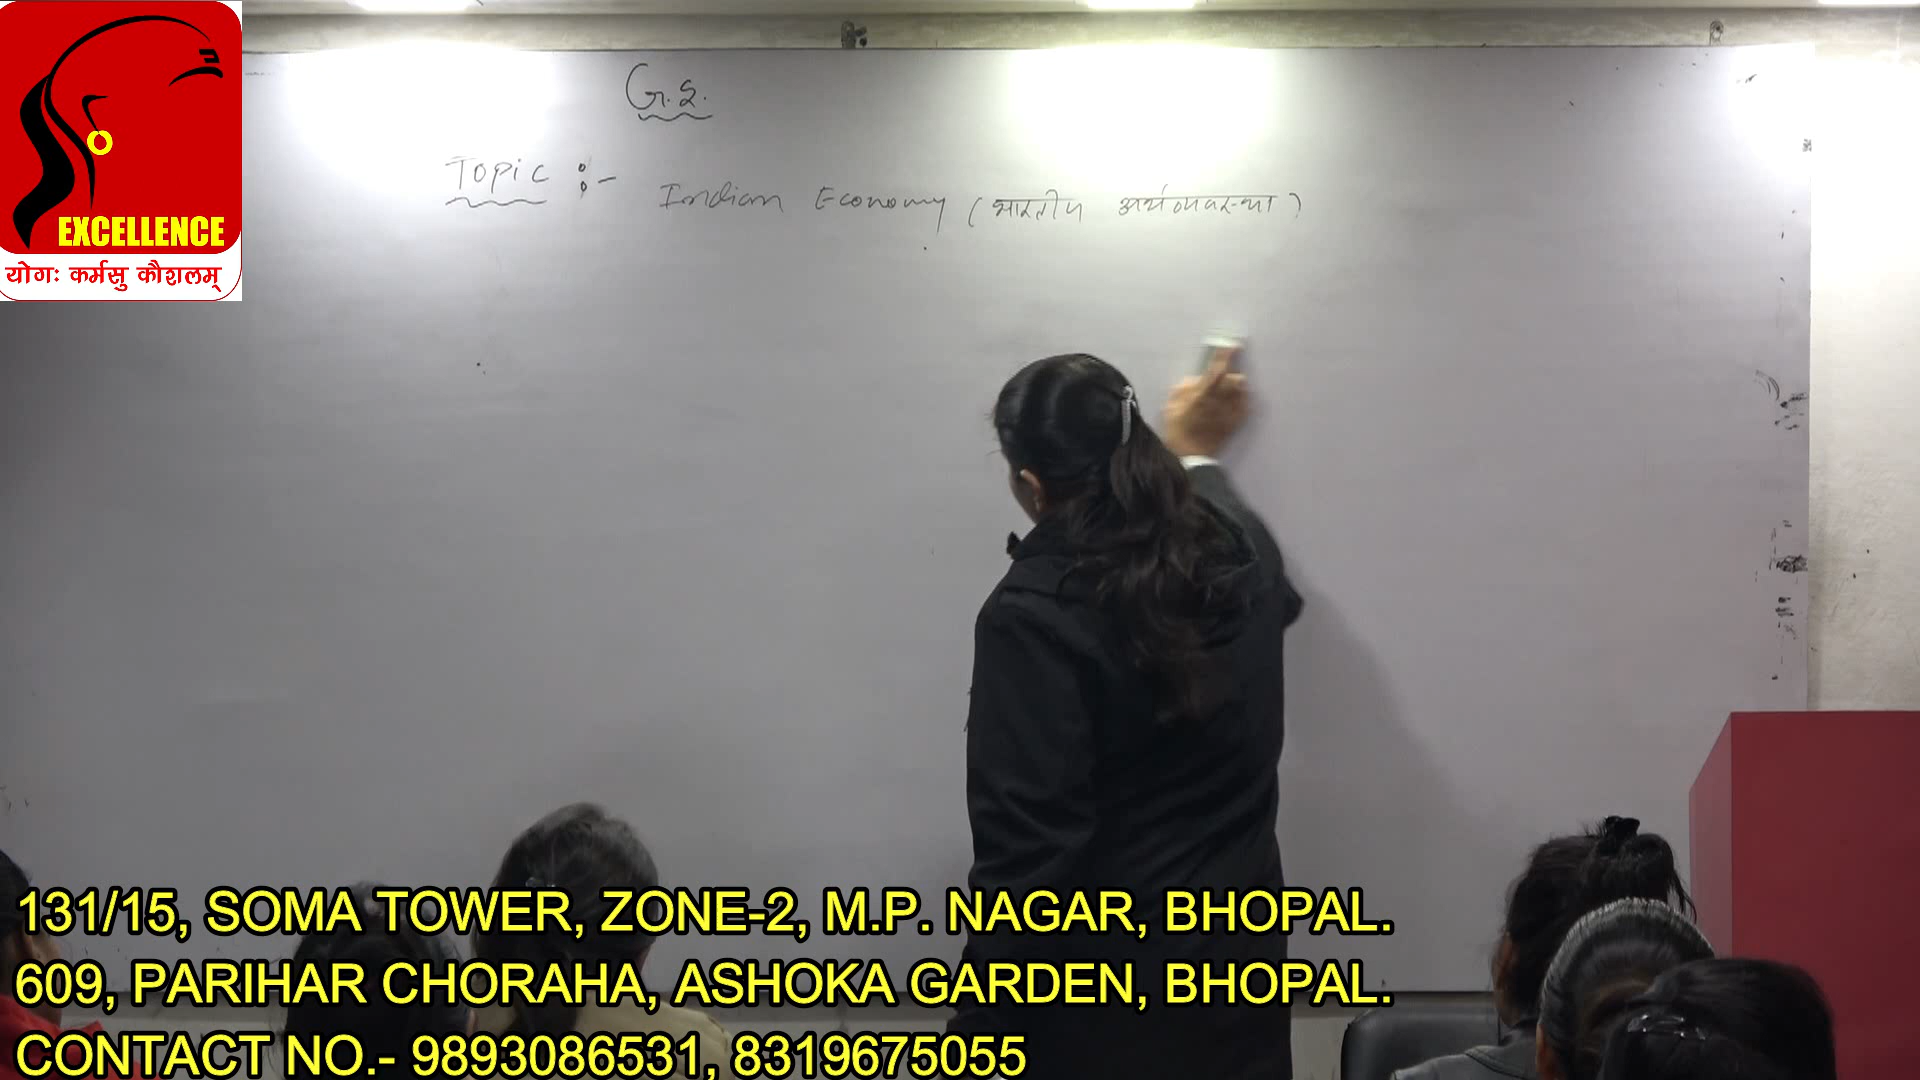 EXCELLENCE
योगः कर्मसु कौशलम्
G.S.
Topic :-
Indian Economy (भारतीय अर्थव्यवस्था)
131/15, SOMA TOWER, ZONE-2, M.P. NAGAR, BHOPAL.
609, PARIHAR CHORAHA, ASHOKA GARDEN, BHOPAL.
CONTACT NO.- 9893086531, 8319675055